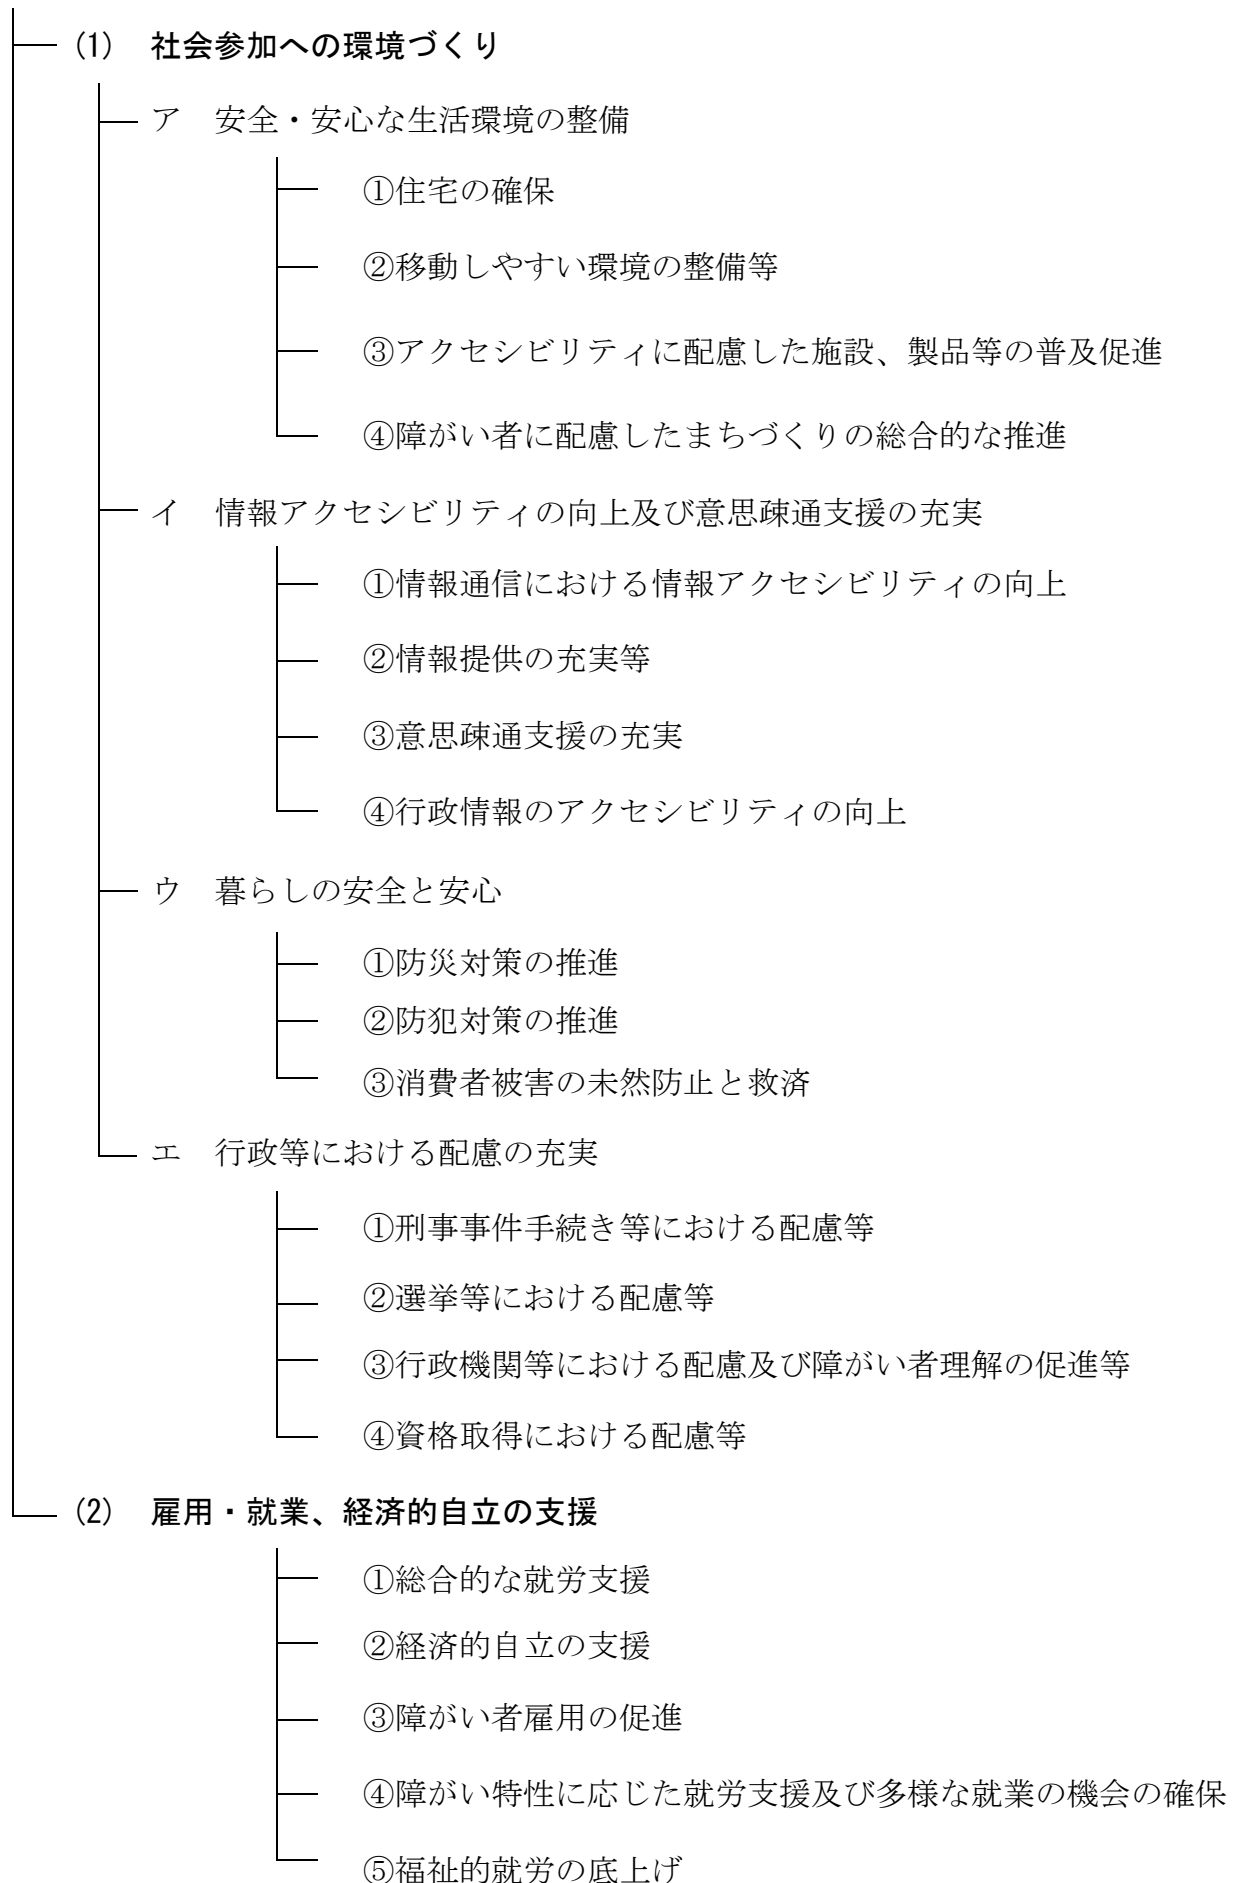 (1)　社会参加への環境づくり
ア　安全・安心な生活環境の整備
①住宅の確保
②移動しやすい環境の整備等
③アクセシビリティに配慮した施設、製品等の普及促進
④障がい者に配慮したまちづくりの総合的な推進
イ　情報アクセシビリティの向上及び意思疎通支援の充実
①情報通信における情報アクセシビリティの向上
②情報提供の充実等
③意思疎通支援の充実
④行政情報のアクセシビリティの向上
ウ　暮らしの安全と安心
①防災対策の推進
②防犯対策の推進
③消費者被害の未然防止と救済
エ　行政等における配慮の充実
①刑事事件手続き等における配慮等
②選挙等における配慮等
③行政機関等における配慮及び障がい者理解の促進等
④資格取得における配慮等
(2)　雇用・就業、経済的自立の支援
①総合的な就労支援
②経済的自立の支援
③障がい者雇用の促進
④障がい特性に応じた就労支援及び多様な就業の機会の確保
⑤福祉的就労の底上げ